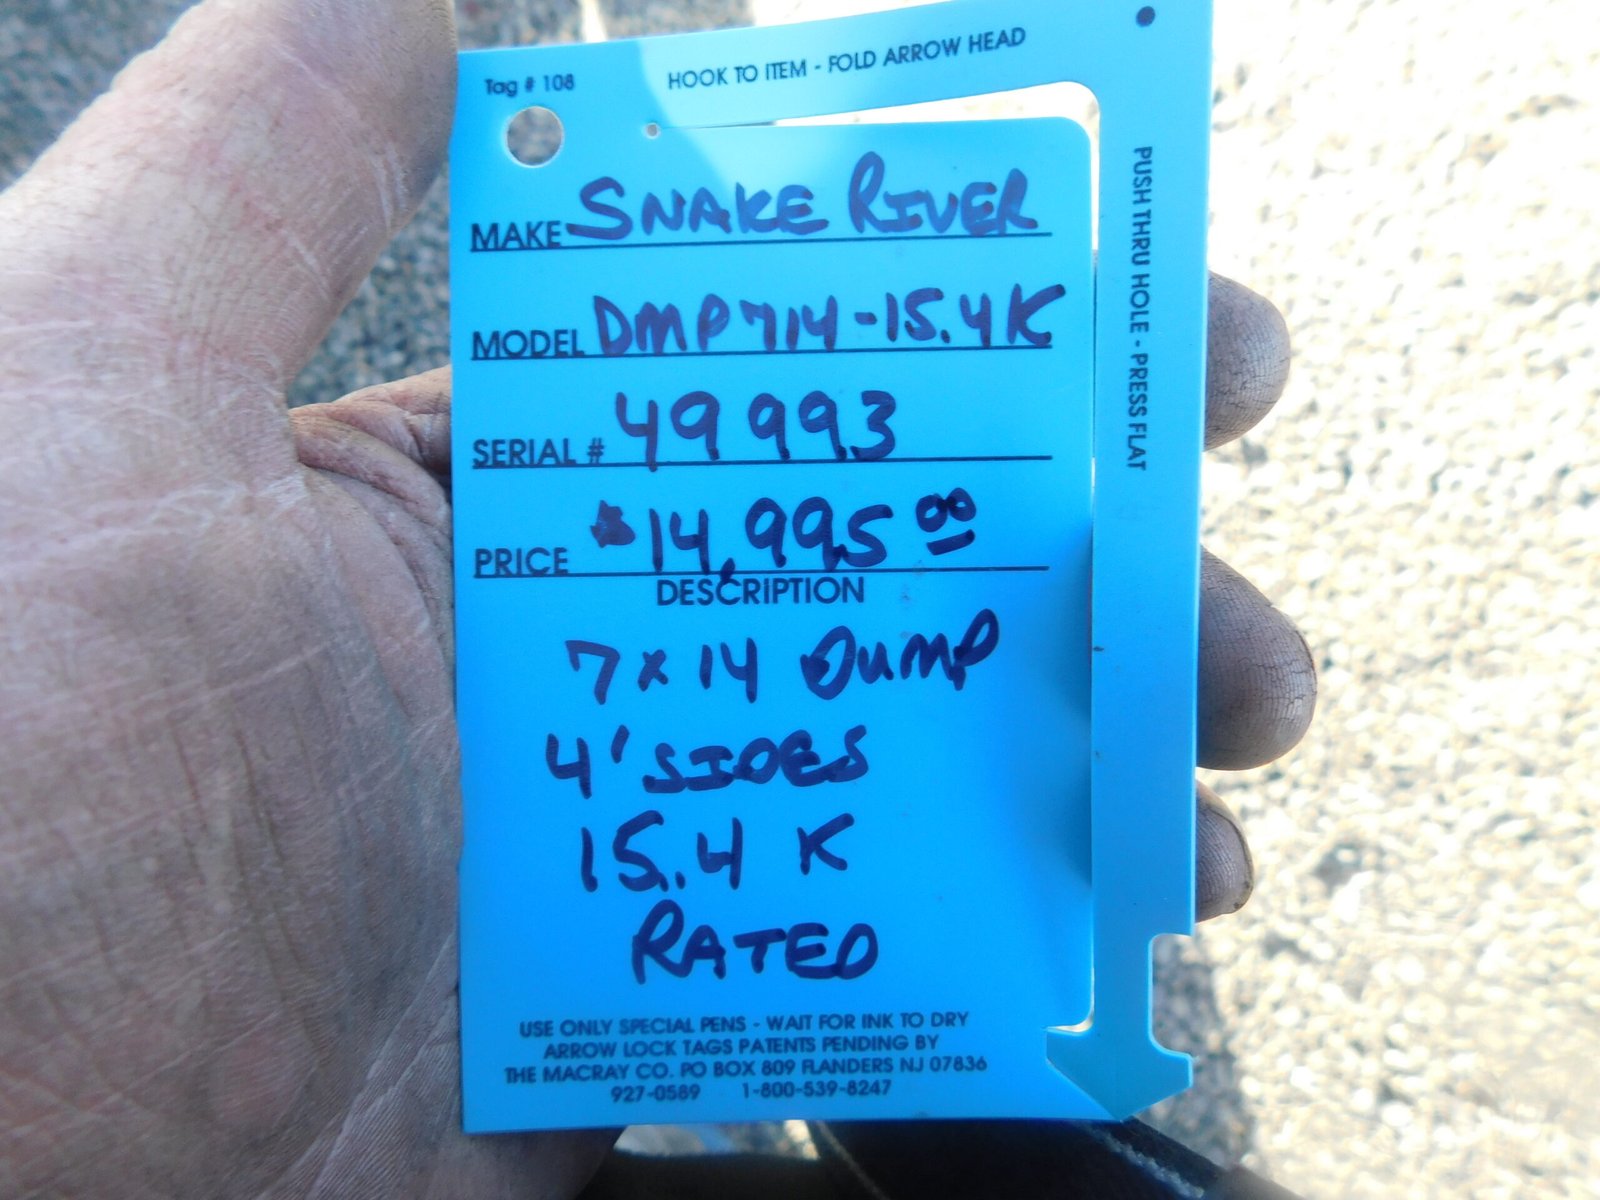 Tag # 108
HOOK TO ITEM - FOLD ARROW HEAD
PUSH THRU HOLE - PRESS FLAT
MAKE SNAKE RIVER
MODEL DMP714-15.4K
SERIAL # 49993
PRICE $14,995.00
DESCRIPTION
7x14 DUMP
4' SIDES
15.4 K
RATED
USE ONLY SPECIAL PENS - WAIT FOR INK TO DRY
ARROW LOCK TAGS PATENTS PENDING BY
THE MACRAY CO. PO BOX 809 FLANDERS NJ 07836
927-0589 1-800-539-8247